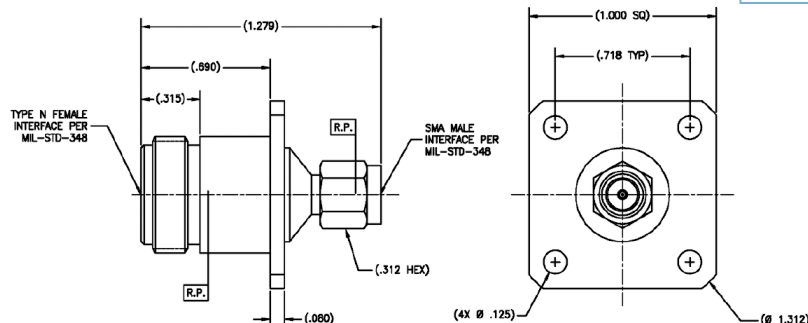 (1.279)
(.690)
(.315)
TYPE N FEMALE
INTERFACE PER
MIL-STD-348
R.P.
SMA MALE
INTERFACE PER
MIL-STD-348
(.312 HEX)
R.P.
(.060)
(1.000 SQ)
(.718 TYP)
(4X Ø .125)
(Ø 1.312)